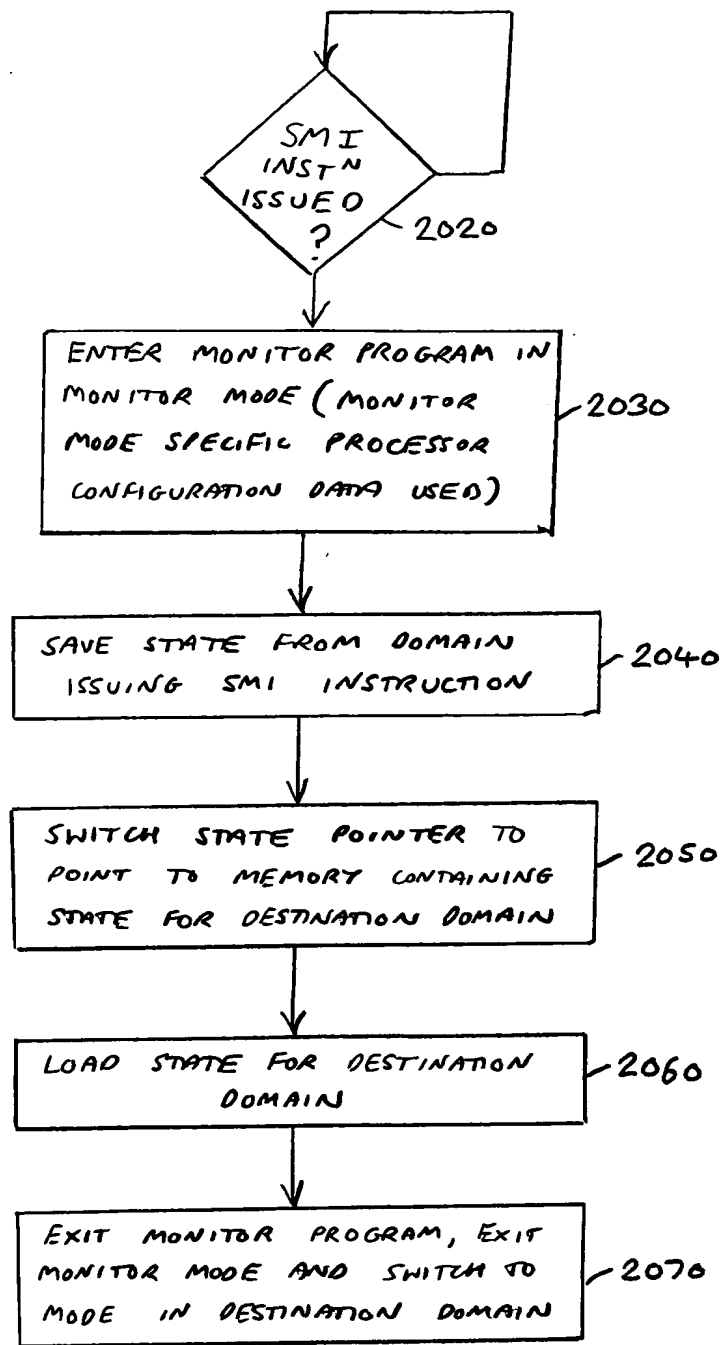 SMI
INSTN
ISSUED
?
2020
ENTER MONITOR PROGRAM IN
MONITOR MODE (MONITOR
MODE SPECIFIC PROCESSOR
CONFIGURATION DATA USED)
2030
SAVE STATE FROM DOMAIN
ISSUING SMI INSTRUCTION
2040
SWITCH STATE POINTER TO
POINT TO MEMORY CONTAINING
STATE FOR DESTINATION DOMAIN
2050
LOAD STATE FOR DESTINATION
DOMAIN
2060
EXIT MONITOR PROGRAM, EXIT
MONITOR MODE AND SWITCH TO
MODE IN DESTINATION DOMAIN
2070